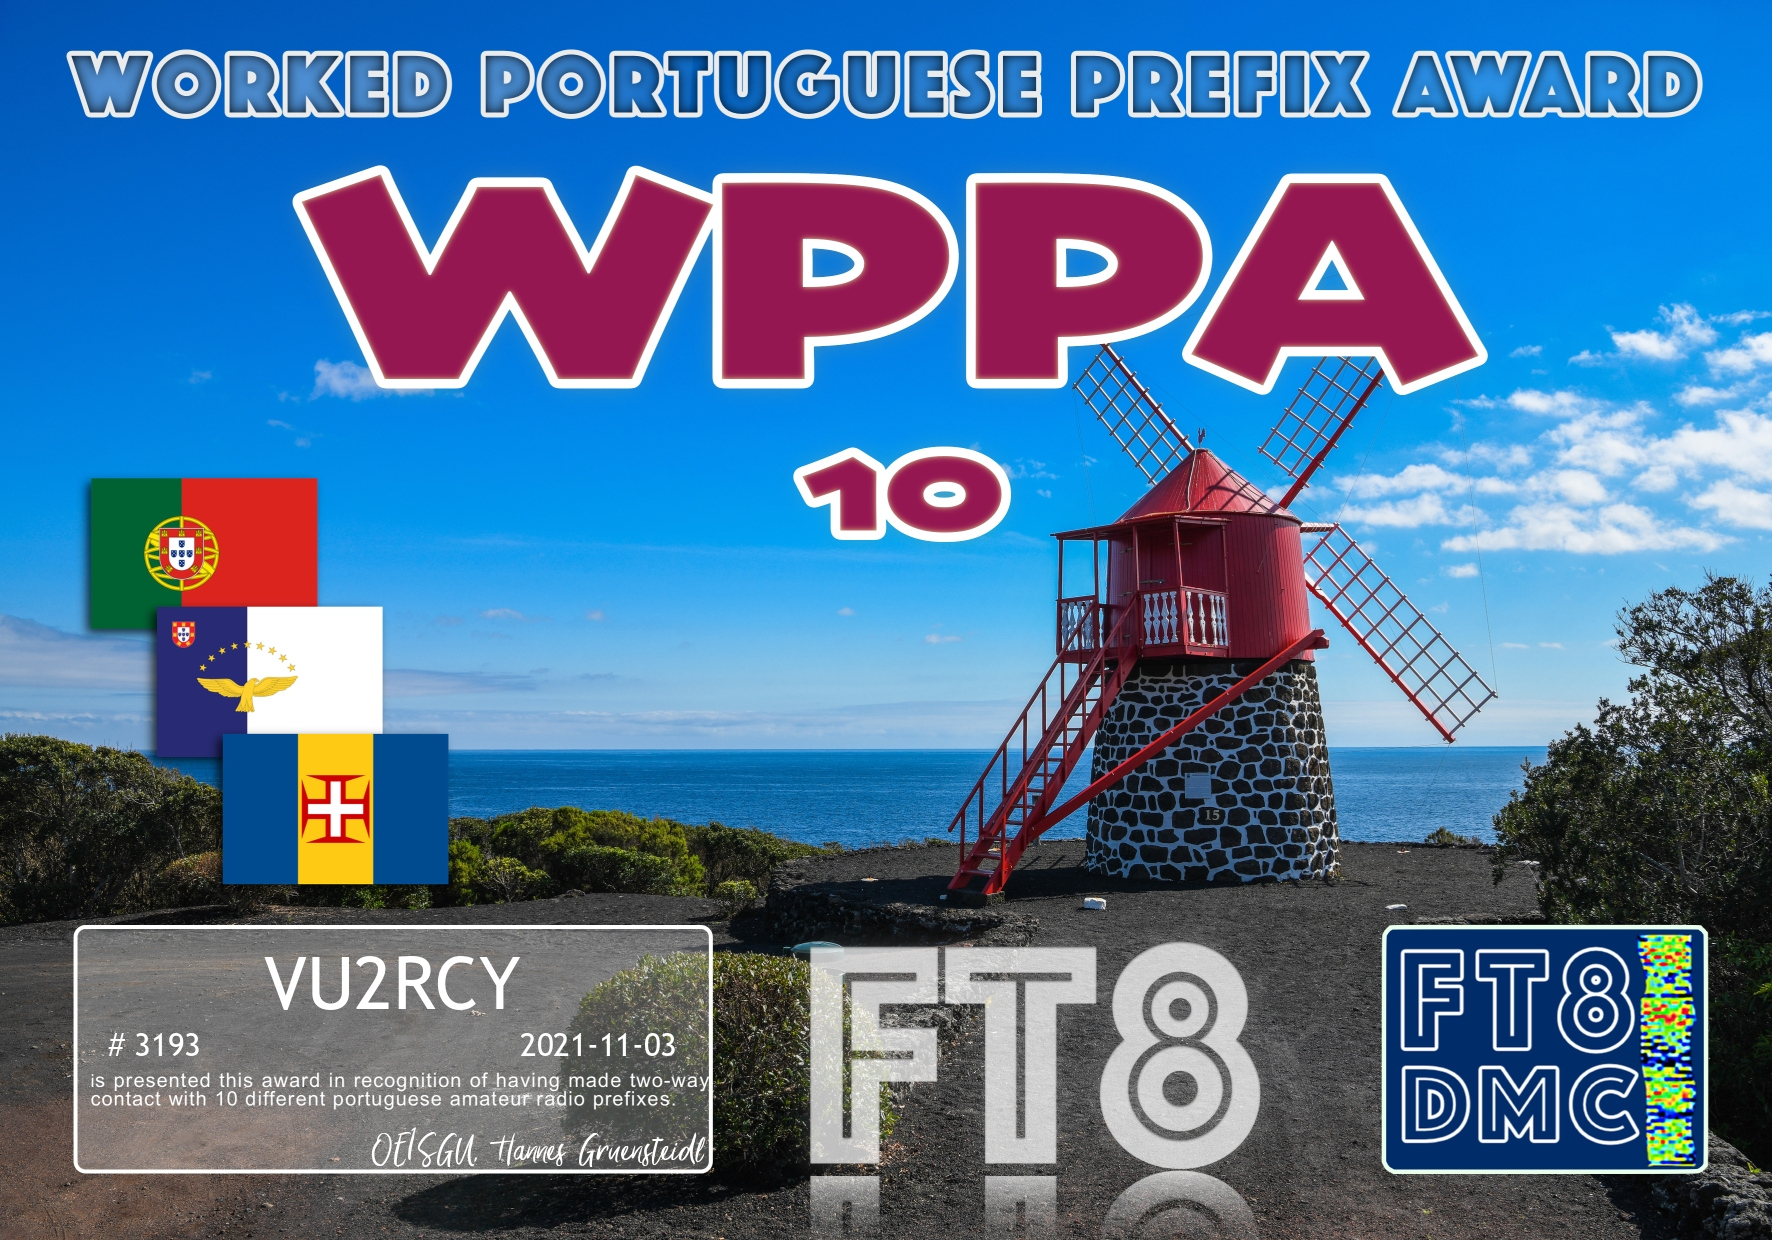 WORKED PORTUGUESE PREFIX AWARD
WPPA
10
15
VU2RCY
# 3193 2021-11-03
is presented this award in recognition of having made two-way
contact with 10 different portuguese amateur radio prefixes.
OE1SGU, Hannes Gruensteidl
FT8
FT8
DMC